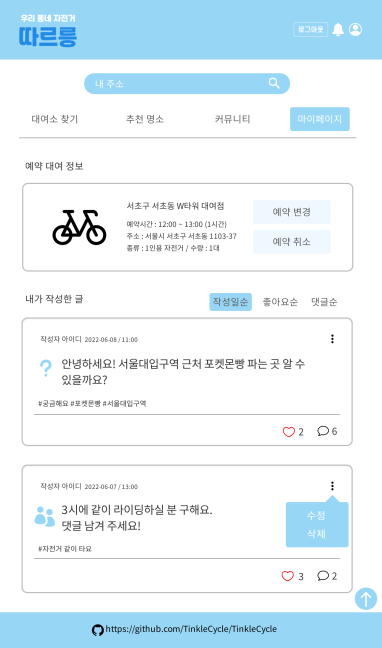 우리 동네 자전거
따르릉
로그아웃
내 주소
대여소 찾기 추천 명소 커뮤니티 마이페이지
예약 대여 정보
서초구 서초동 W타워 대여점
예약시간 : 12:00 ~ 13:00 (1시간)
주소 : 서울시 서초구 서초동 1103-37
종류 : 1인용 자전거 / 수량 : 1대
예약 변경
예약 취소
내가 작성한 글
작성일순 좋아요순 댓글순
작성자 아이디 2022-06-08 / 11:00
안녕하세요! 서울대입구역 근처 포켓몬빵 파는 곳 알 수
있을까요?
#궁금해요 #포켓몬빵 #서울대입구역
2 6
작성자 아이디 2022-06-07 / 13:00
3시에 같이 라이딩하실 분 구해요.
댓글 남겨 주세요!
수정
삭제
#자전거 같이 타요
3 2
https://github.com/TinkleCycle/TinkleCycle